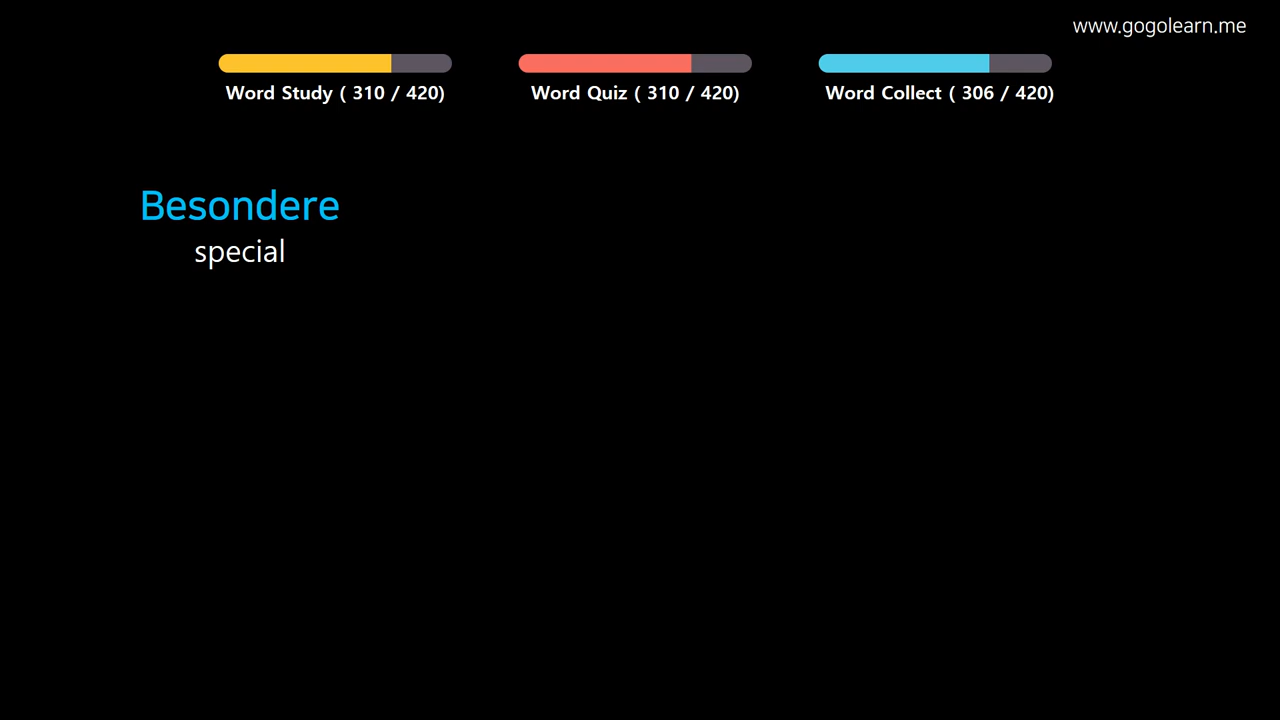 www.gogolearn.me
Word Study ( 310 / 420)
Word Quiz ( 310 / 420)
Word Collect ( 306 / 420)
Besondere
special